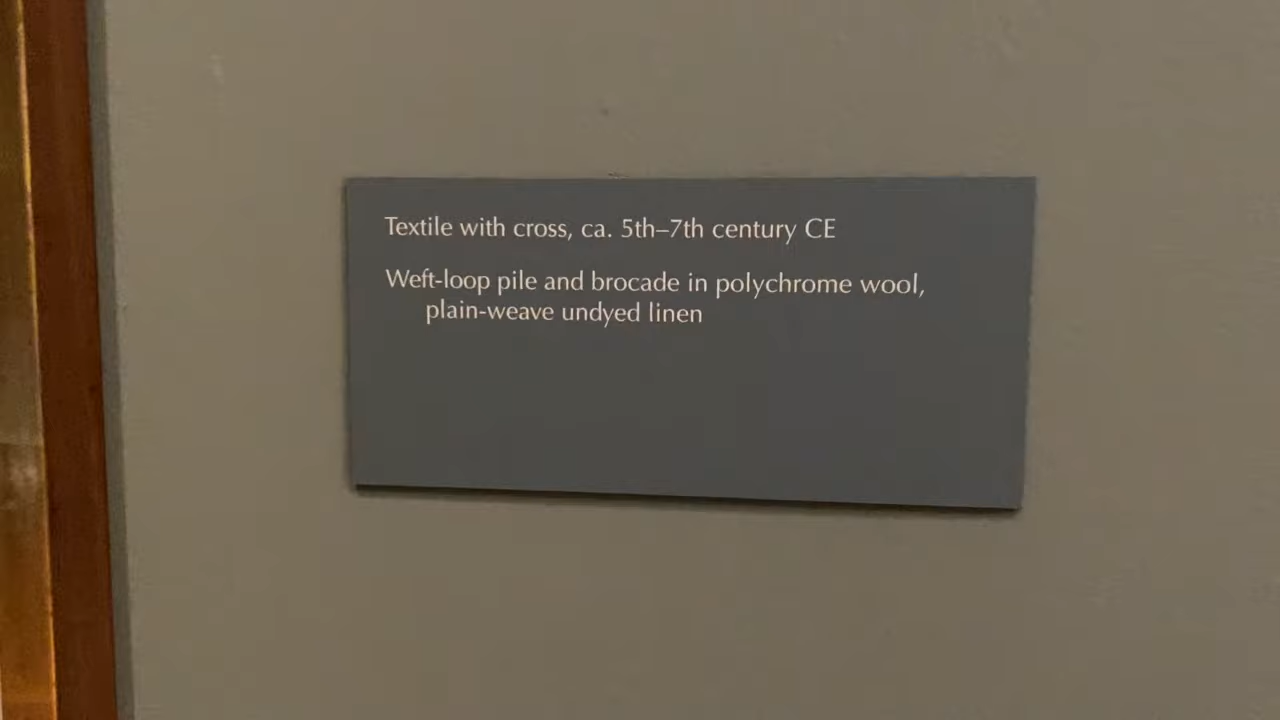 Textile with cross, ca. 5th–7th century CE
Weft-loop pile and brocade in polychrome wool,
plain-weave undyed linen